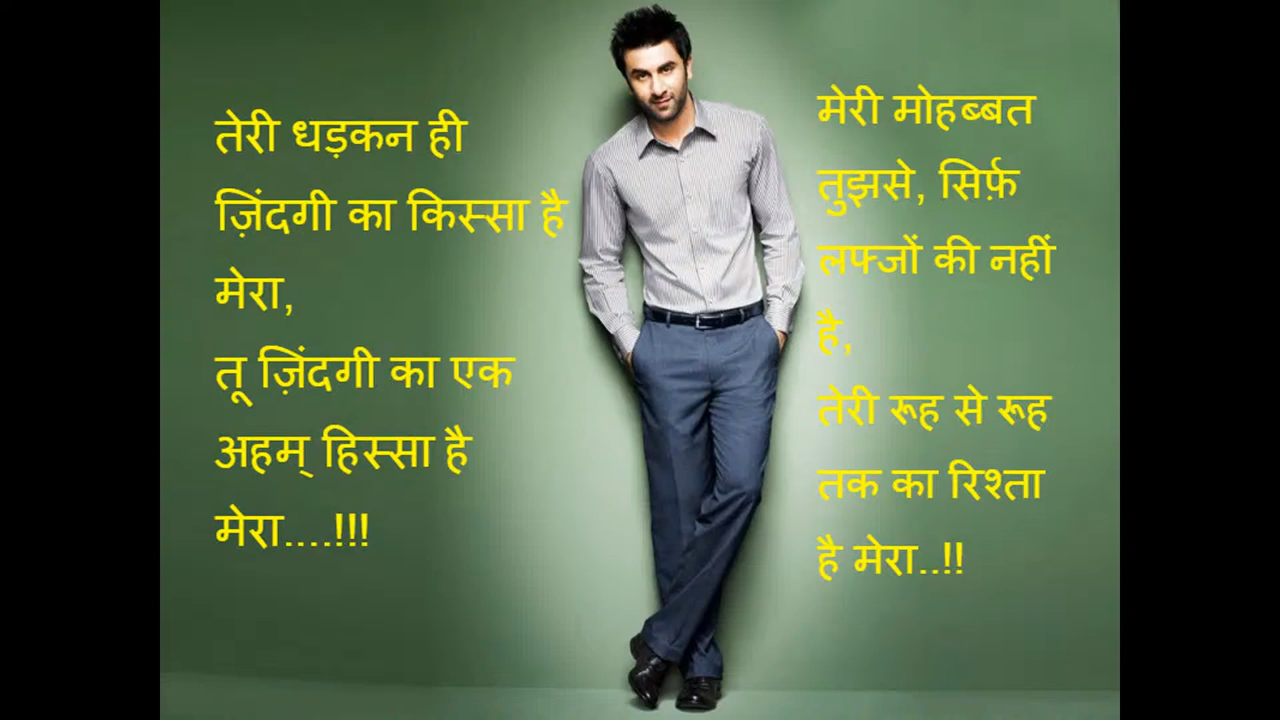 तेरी धड़कन ही
ज़िंदगी का किस्सा है
मेरा,
तू ज़िंदगी का एक
अहम् हिस्सा है
मेरा....!!!
मेरी मोहब्बत
तुझसे, सिर्फ़
लफ्जों की नहीं
है,
तेरी रूह से रूह
तक का रिश्ता
है मेरा..!!